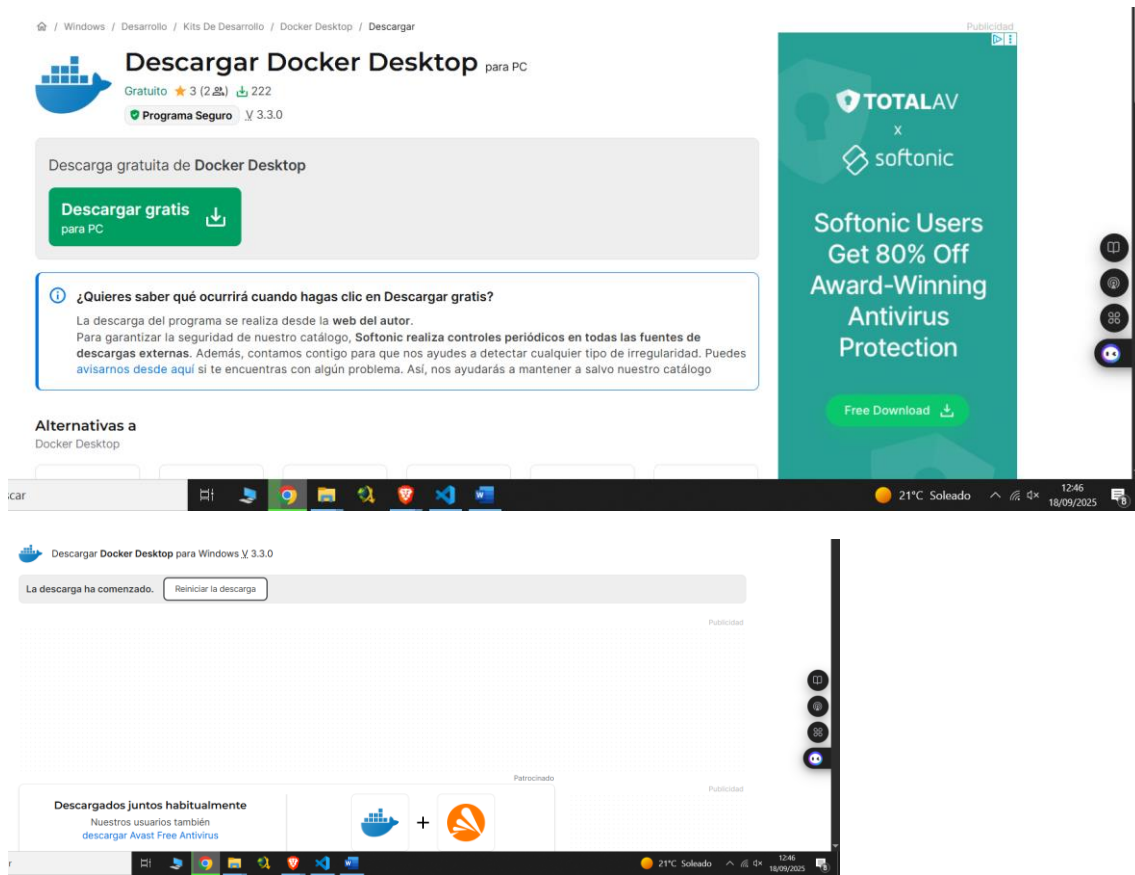 / Windows / Desarrollo / Kits De Desarrollo / Docker Desktop / Descargar
Publicidad
Descargar Docker Desktop para PC
Gratuito 3 (2) 222
Programa Seguro V 3.3.0
Descarga gratuita de Docker Desktop
Descargar gratis
para PC
¿Quieres saber qué ocurrirá cuando hagas clic en Descargar gratis?
La descarga del programa se realiza desde la web del autor.
Para garantizar la seguridad de nuestro catálogo, Softonic realiza controles periódicos en todas las fuentes de
descargas externas. Además, contamos contigo para que nos ayudes a detectar cualquier tipo de irregularidad. Puedes
avisarnos desde aquí si te encuentras con algún problema. Así, nos ayudarás a mantener a salvo nuestro catálogo
Alternativas a
Docker Desktop
TOTALAV
x
softonic
Softonic Users
Get 80% Off
Award-Winning
Antivirus
Protection
Free Download
car
21°C Soleado
12:46
18/09/2025
8
Descargar Docker Desktop para Windows V 3.3.0
La descarga ha comenzado. Reiniciar la descarga
Publicidad
Patrocinado
Publicidad
Descargados juntos habitualmente
Nuestros usuarios también
descargar Avast Free Antivirus
+
r
21°C Soleado
12:46
18/09/2025
8